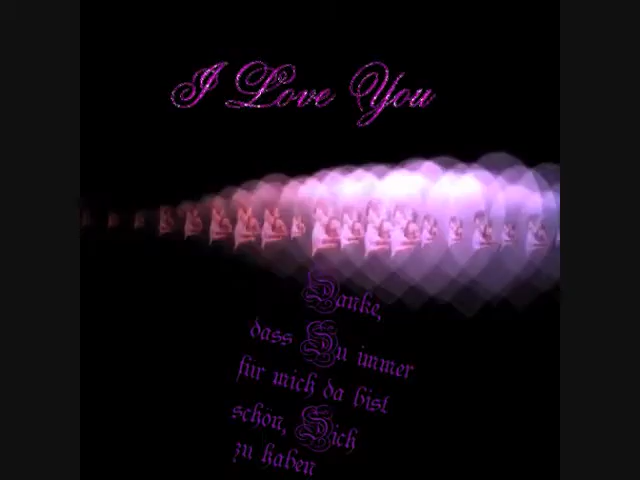 I Love You
Danke,
dass Du immer
für mich da bist
schön, Dich
zu haben